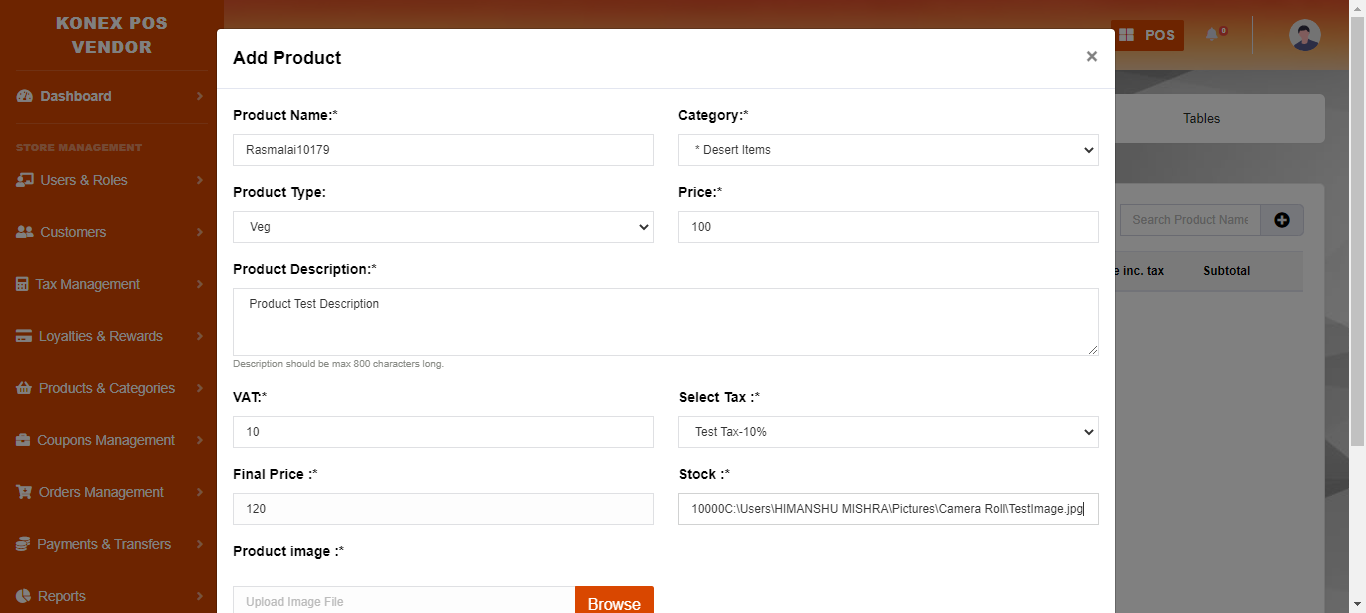 KONEX POS
VENDOR
POS
0
Add Product
×
Dashboard
Tables
Product Name:*
Category:*
Rasmalai10179
* Desert Items
STORE MANAGEMENT
Users & Roles
Product Type:
Price:*
Veg
100
Search Product Name
Customers
Product Description:*
e inc. tax
Subtotal
Tax Management
Product Test Description
Loyalties & Rewards
Description should be max 800 characters long.
Products & Categories
VAT:*
Select Tax :*
10
Test Tax-10%
Coupons Management
Final Price :*
Stock :*
Orders Management
120
10000C:\Users\HIMANSHU MISHRA\Pictures\Camera Roll\TestImage.jpg
Payments & Transfers
Product image :*
Reports
Upload Image File
Browse